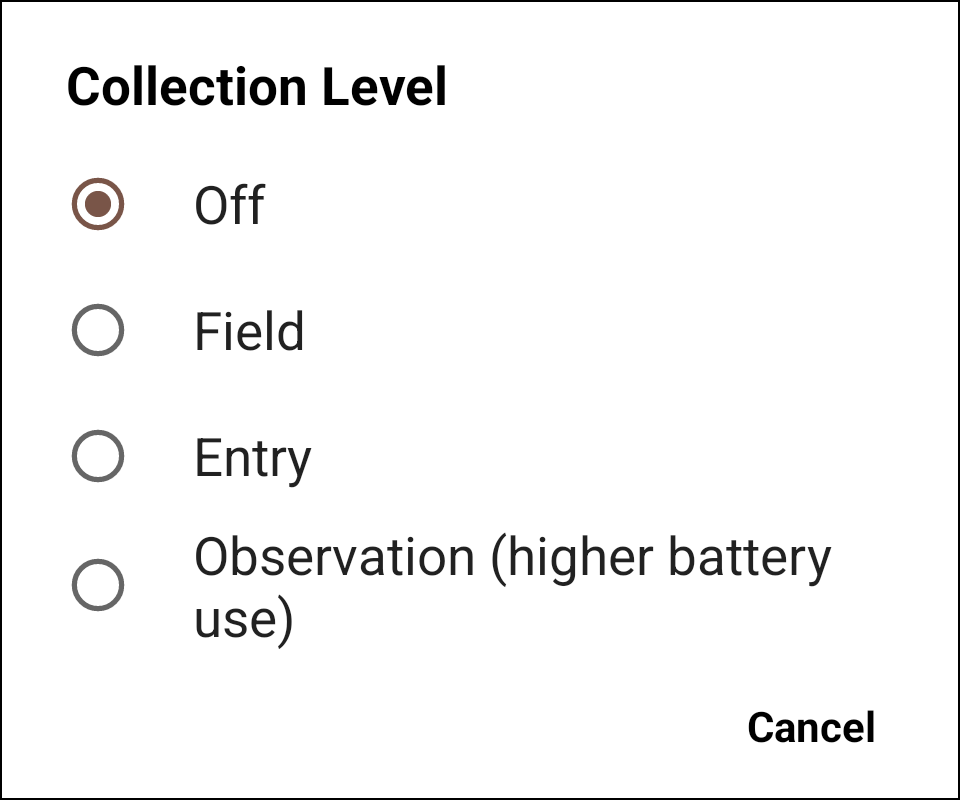 Collection Level
Off
Field
Entry
Observation (higher battery
use)
Cancel